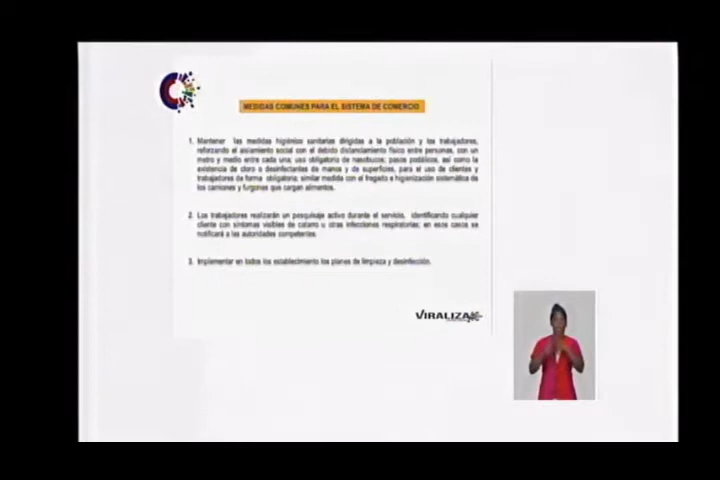 MEDIDAS COMUNES PARA EL SISTEMA DE COMERCIO
1. Mantener las medidas higiénico sanitarias dirigidas a la población y los trabajadores,
reforzando el aislamiento social con el debido distanciamiento físico entre personas, con un
metro y medio entre cada una; uso obligatorio de nasobucos; pasos podálicos, así como la
existencia de cloro o desinfectantes de manos y de superficies, para el uso de clientes y
trabajadores de forma obligatoria; similar medida con el fregado e higienización sistemática de
los camiones y furgones que cargan alimentos.
2. Los trabajadores realizarán un pesquisaje activo durante el servicio, identificando cualquier
cliente con síntomas visibles de catarro u otras infecciones respiratorias; en esos casos se
notificará a las autoridades competentes.
3. Implementar en todos los establecimiento los planes de limpieza y desinfección.
VIRALIZA